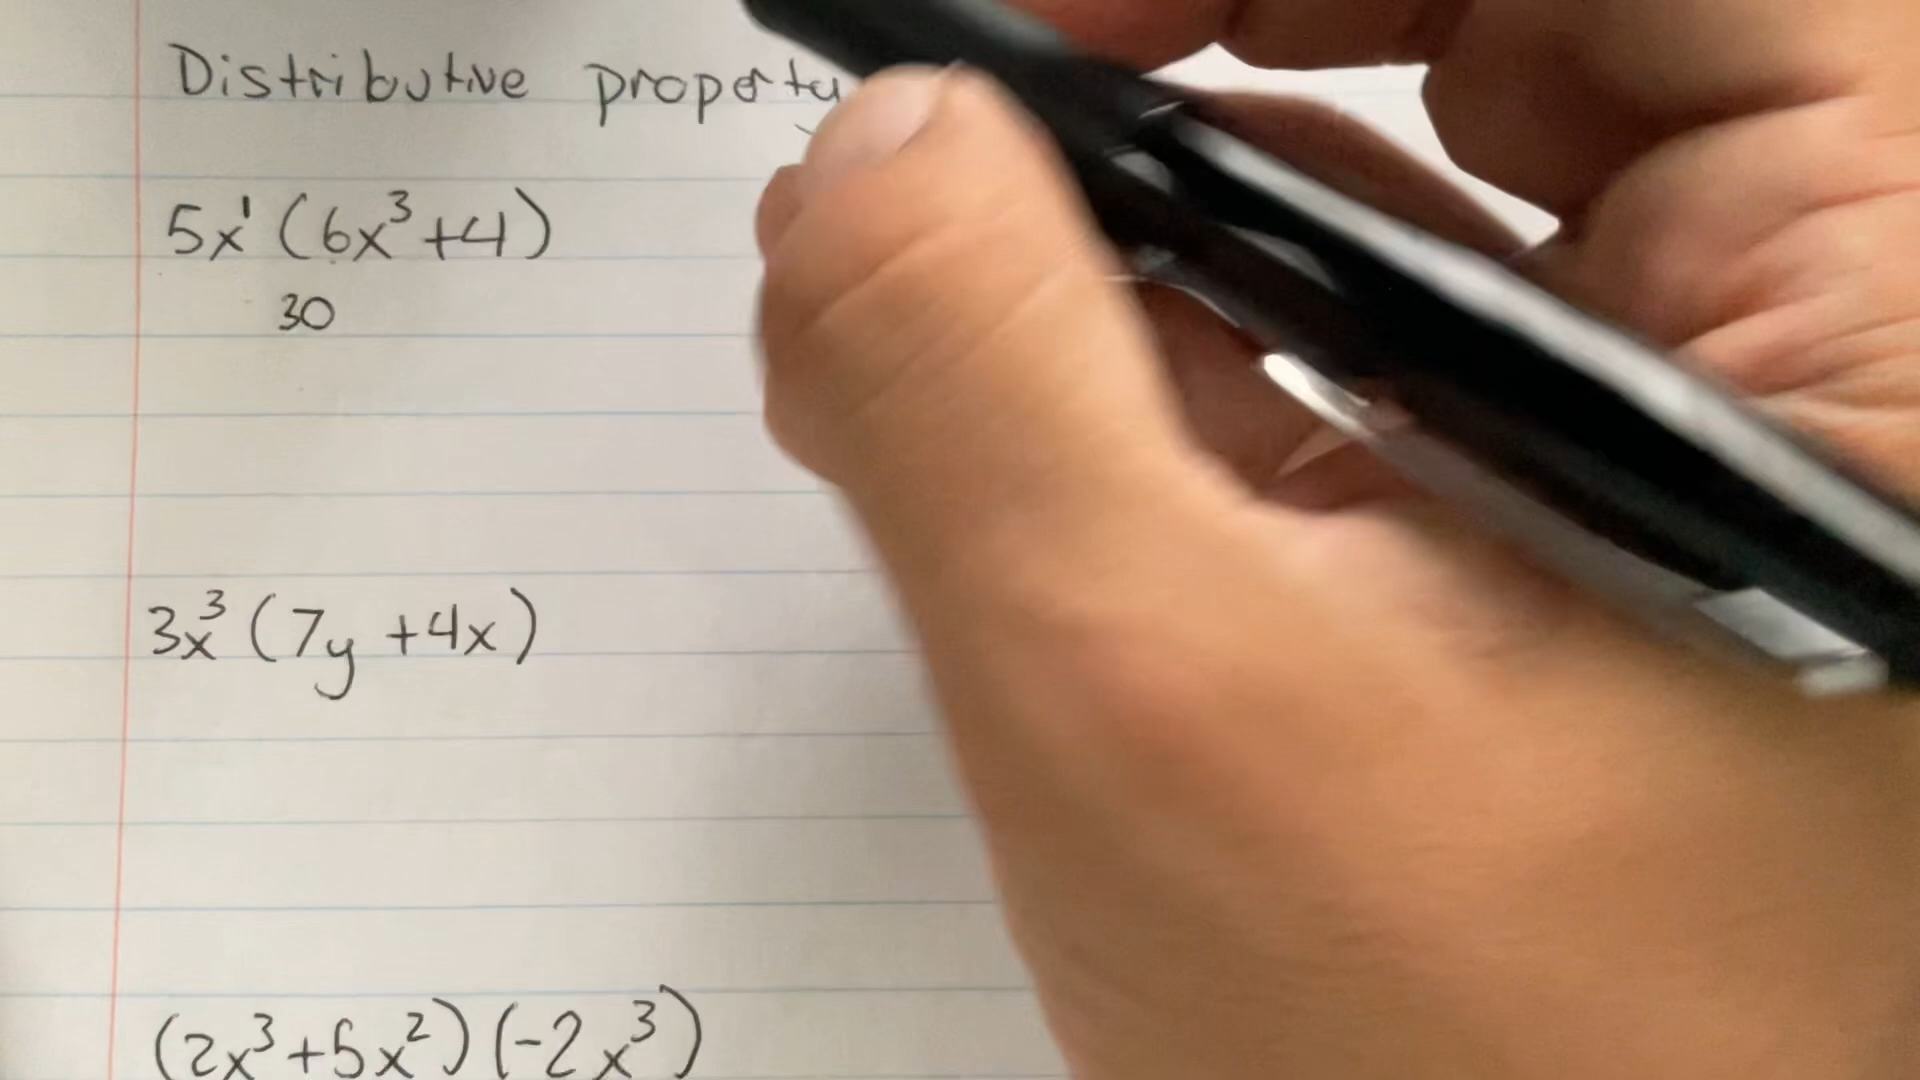 Distributive property
5x¹(6x³+4)
30
3x³(7y+4x)
(2x³+5x²)(-2x³)